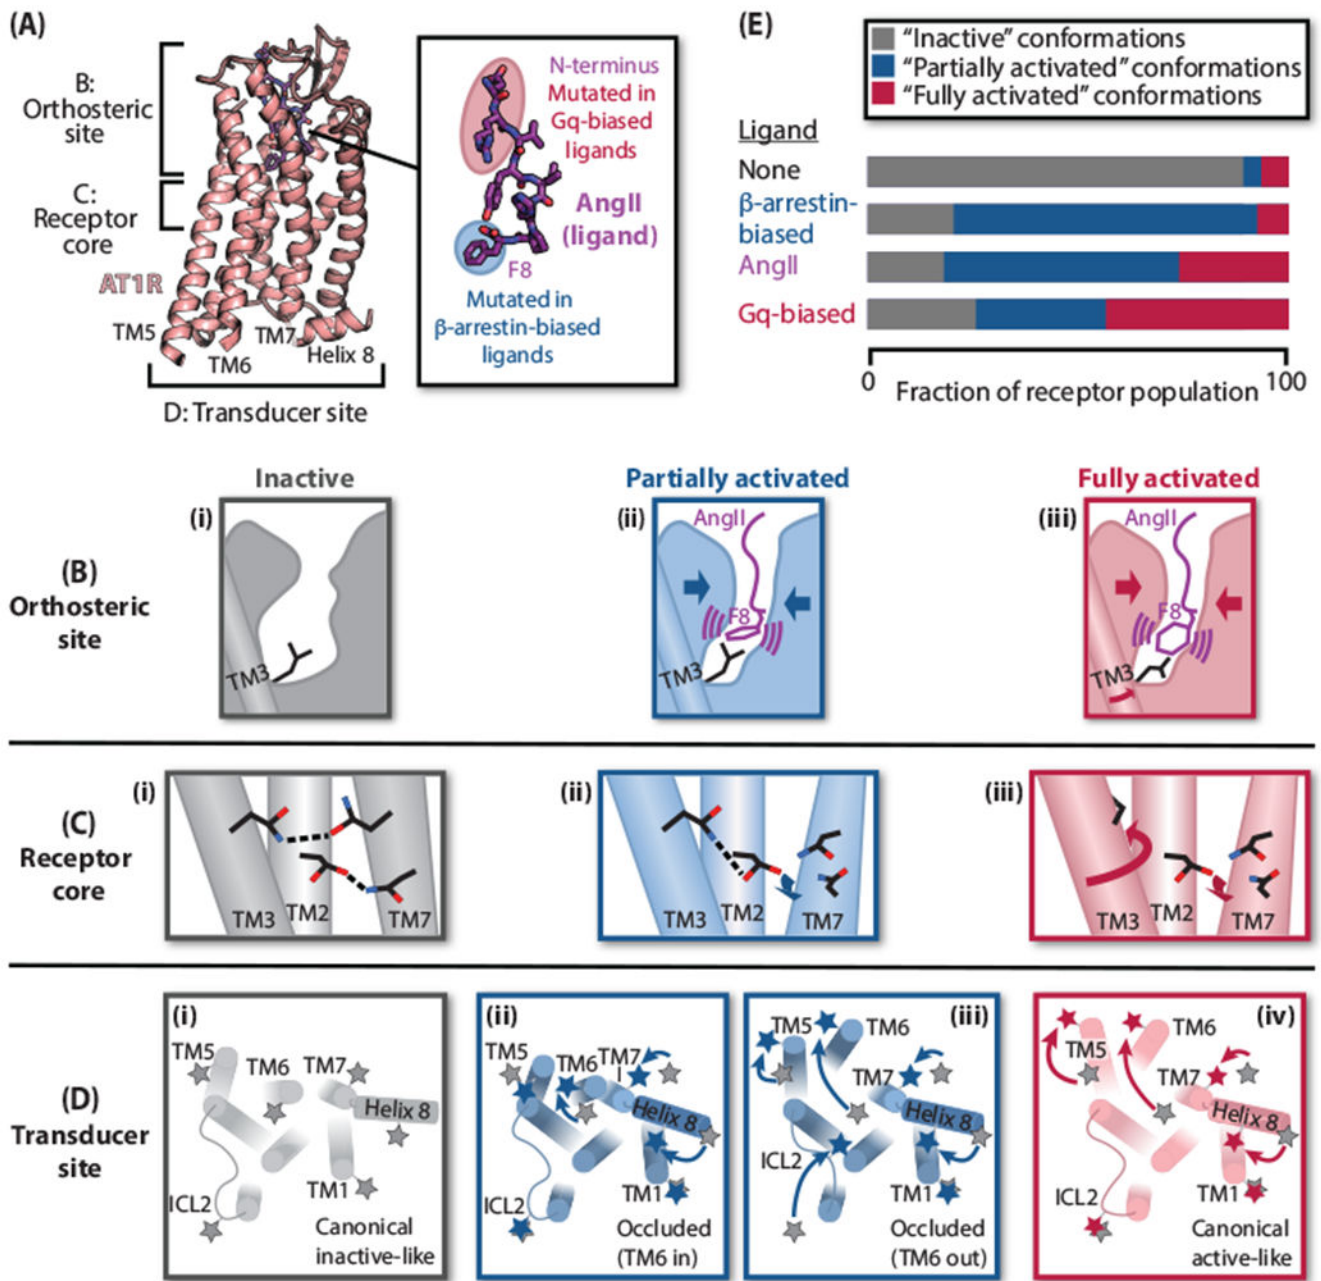 (A)
B:
Orthosteric
site
C:
Receptor
core
AT1R
TM5
TM6
TM7
Helix 8
D: Transducer site
N-terminus
Mutated in
Gq-biased
ligands
AngII
(ligand)
F8
Mutated in
β-arrestin-biased
ligands
(E)
"Inactive" conformations
"Partially activated" conformations
"Fully activated" conformations
Ligand
None
β-arrestin-
biased
AngII
Gq-biased
0
Fraction of receptor population
100
Inactive
Partially activated
Fully activated
(B)
Orthosteric
site
(i)
TM3
(ii)
AngII
F8
TM3
(iii)
AngII
F8
TM3
(C)
Receptor
core
(i)
TM3
TM2
TM7
(ii)
TM3
TM2
TM7
(iii)
TM3
TM2
TM7
(D)
Transducer
site
(i)
TM5
TM6
TM7
Helix 8
TM1
ICL2
Canonical
inactive-like
(ii)
TM5
TM6
TM7
Helix 8
TM1
ICL2
Occluded
(TM6 in)
(iii)
TM5
TM6
TM7
Helix 8
ICL2
TM1
Occluded
(TM6 out)
(iv)
TM6
TM5
TM7
Helix 8
TM1
ICL2
Canonical
active-like